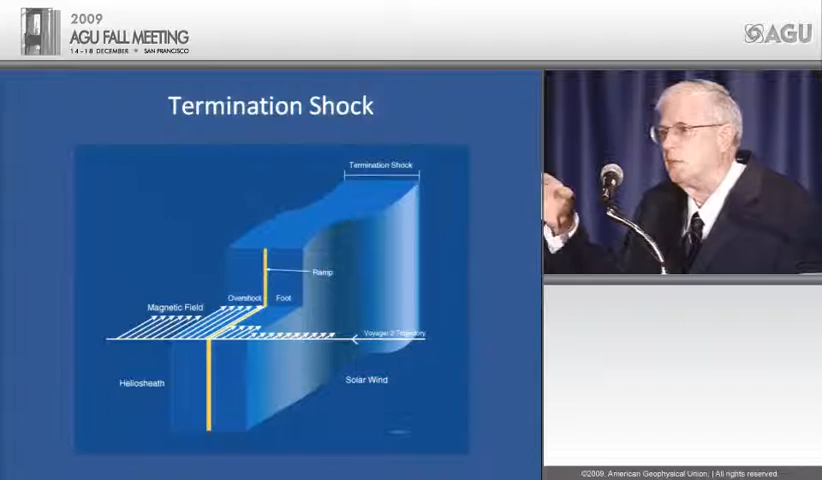 2009
AGU FALL MEETING
14-18 DECEMBER • SAN FRANCISCO
AGU
Termination Shock
Termination Shock
Ramp
Overshoot
Foot
Magnetic Field
Voyager 2 Trajectory
Heliosheath
Solar Wind
©2009. American Geophysical Union. | All rights reserved